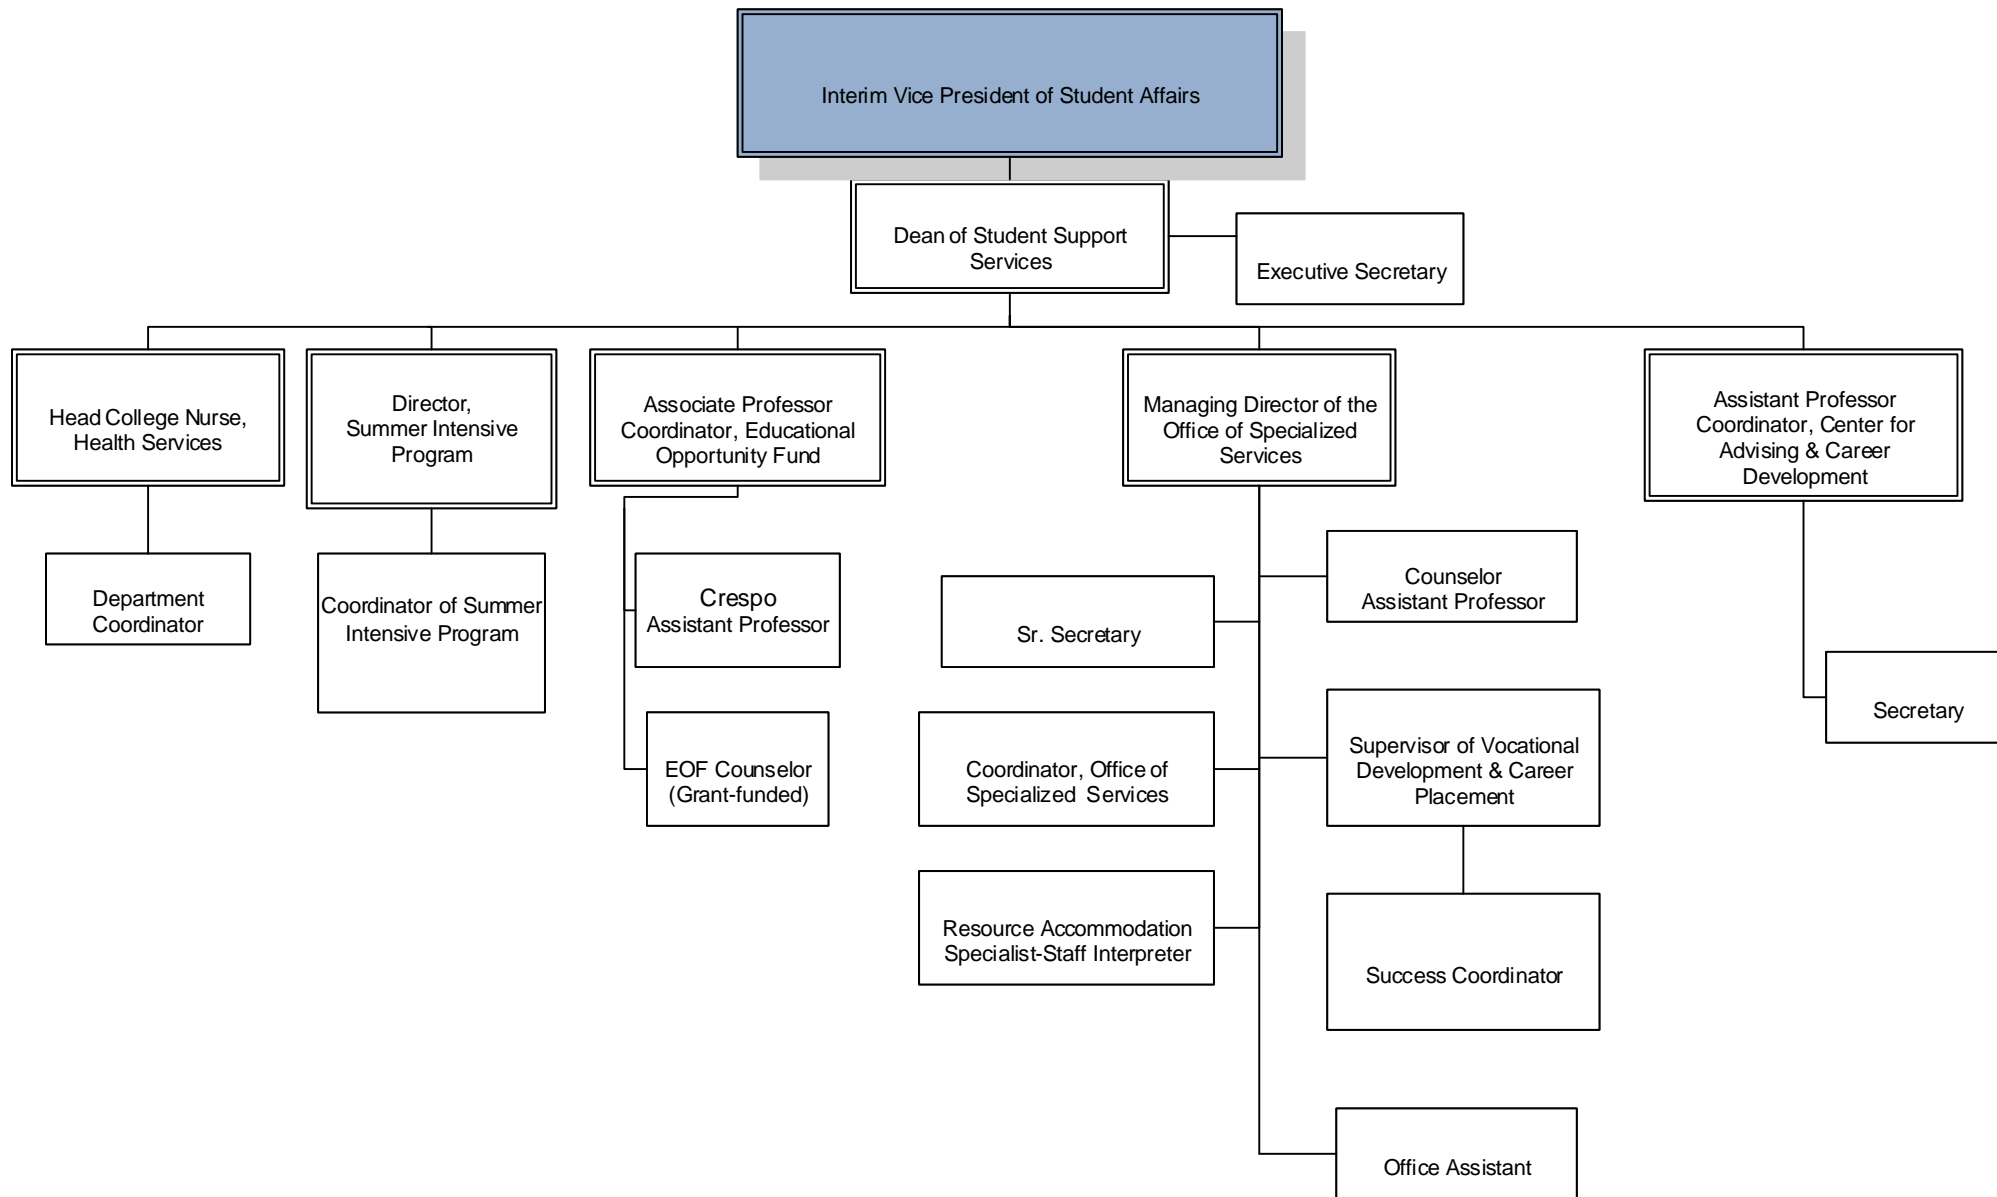 Interim Vice President of Student Affairs
Dean of Student Support
Services
Executive Secretary
Head College Nurse,
Health Services
Director,
Summer Intensive
Program
Associate Professor
Coordinator, Educational
Opportunity Fund
Managing Director of the
Office of Specialized
Services
Assistant Professor
Coordinator, Center for
Advising & Career
Development
Department
Coordinator
Coordinator of Summer
Intensive Program
Crespo
Assistant Professor
EOF Counselor
(Grant-funded)
Sr. Secretary
Coordinator, Office of
Specialized Services
Resource Accommodation
Specialist-Staff Interpreter
Counselor
Assistant Professor
Supervisor of Vocational
Development & Career
Placement
Success Coordinator
Office Assistant
Secretary